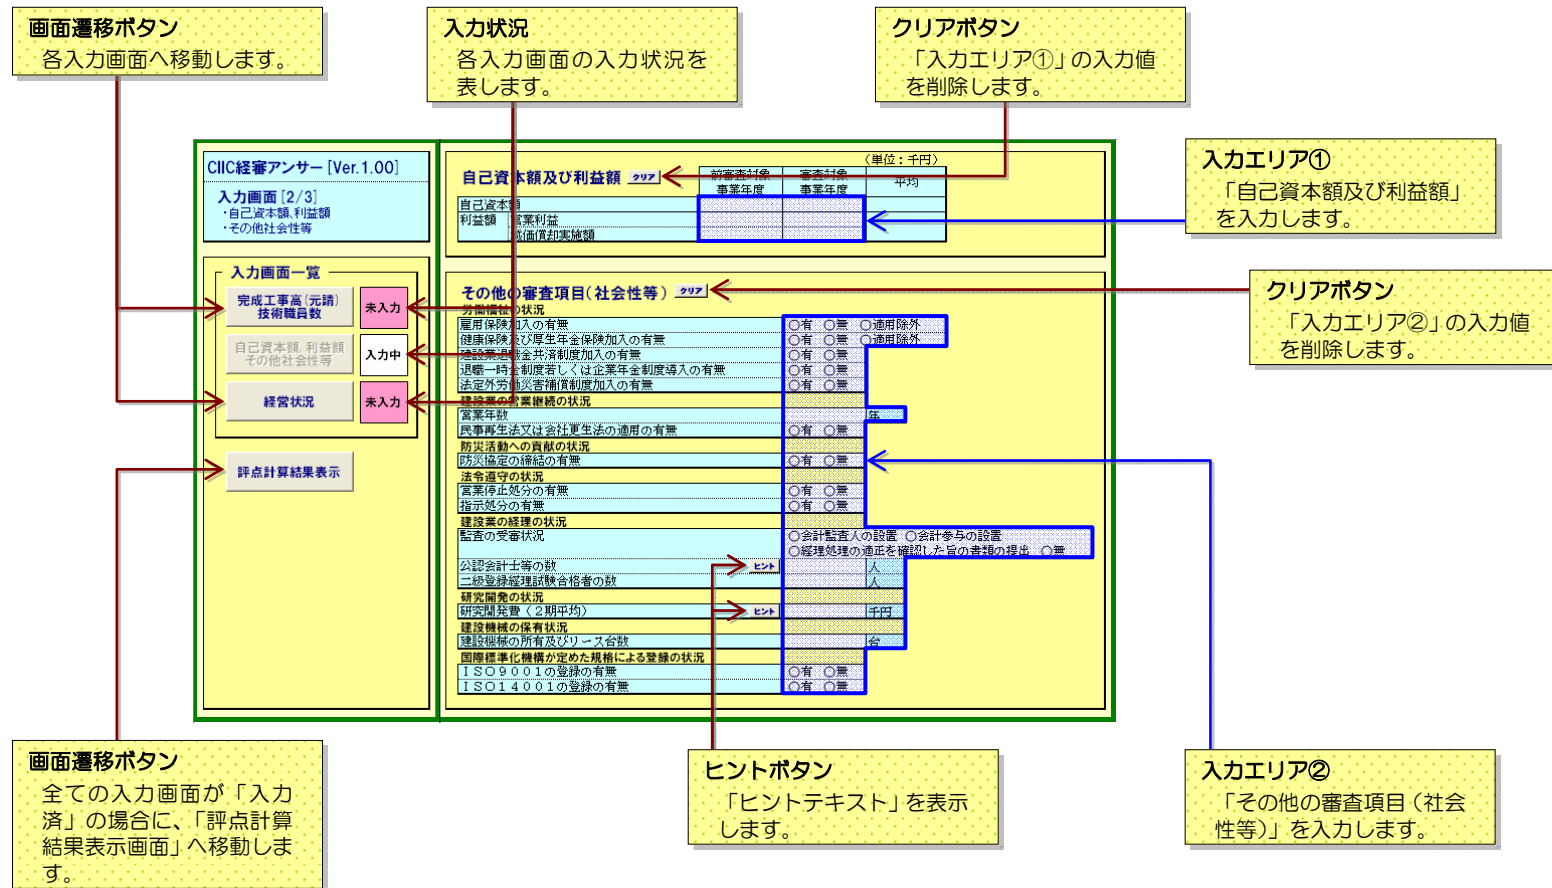 画面遷移ボタン
各入力画面へ移動します。
入力状況
各入力画面の入力状況を
表します。
クリアボタン
「入力エリア①」の入力値
を削除します。
入力エリア①
「自己資本額及び利益額」
を入力します。
クリアボタン
「入力エリア②」の入力値
を削除します。
CIIC経審アンサー [Ver.1.00]
入力画面 [2/3]
・自己資本額、利益額
・その他社会性等
入力画面一覧
完成工事高(元請)
技術職員数
未入力
自己資本額、利益額
その他社会性等
入力中
経営状況
未入力
評点計算結果表示
(単位:千円)
自己資本額及び利益額 クリア
前審査対象
事業年度
審査対象
事業年度
平均
自己資本額
利益額 営業利益
減価償却実施額
その他の審査項目(社会性等) クリア
労働福祉の状況
雇用保険加入の有無 ○有 ○無 ○適用除外
健康保険及び厚生年金保険加入の有無 ○有 ○無 ○適用除外
建設業退職金共済制度加入の有無 ○有 ○無
退職一時金制度若しくは企業年金制度導入の有無 ○有 ○無
法定外労働災害補償制度加入の有無 ○有 ○無
建設業の営業継続の状況
営業年数 年
民事再生法又は会社更生法の適用の有無 ○有 ○無
防災活動への貢献の状況
防災協定の締結の有無 ○有 ○無
法令遵守の状況
営業停止処分の有無 ○有 ○無
指示処分の有無 ○有 ○無
建設業の経理の状況
監査の受審状況 ○会計監査人の設置 ○会計参与の設置
○経理処理の適正を確認した旨の書類の提出 ○無
公認会計士等の数 ヒント 人
二級登録経理試験合格者の数 人
研究開発の状況
研究開発費(2期平均) ヒント 千円
建設機械の保有状況
建設機械の所有及びリース台数 台
国際標準化機構が定めた規格による登録の状況
ISO9001の登録の有無 ○有 ○無
ISO14001の登録の有無 ○有 ○無
画面遷移ボタン
全ての入力画面が「入力
済」の場合に、「評点計算
結果表示画面」へ移動しま
す。
ヒントボタン
「ヒントテキスト」を表示
します。
入力エリア②
「その他の審査項目(社会
性等)」を入力します。